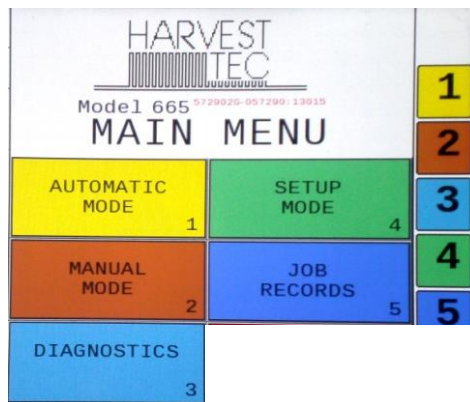 HARVEST
TEC
Model 665 572902G-057290:13015
MAIN MENU
AUTOMATIC
MODE
1
SETUP
MODE
4
MANUAL
MODE
2
JOB
RECORDS
5
DIAGNOSTICS
3
1
2
3
4
5